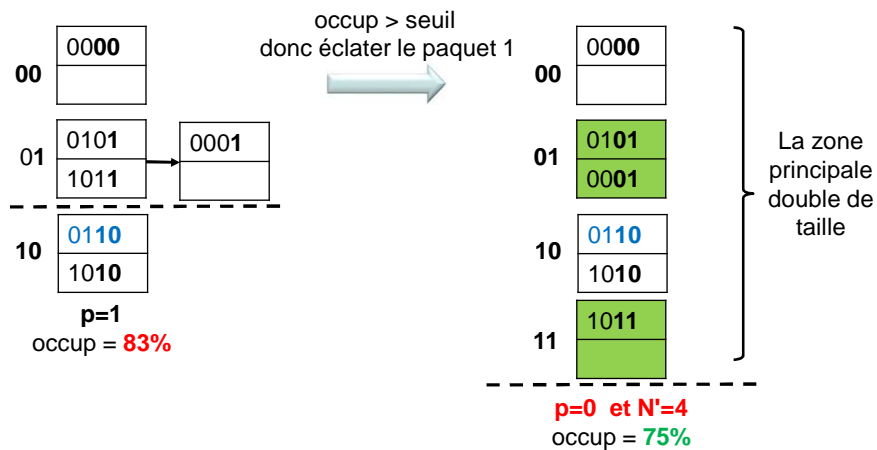 occup > seuil
donc éclater le paquet 1
00
0000
01
0101
1011
0001
10
0110
1010
p=1
occup = 83%
00
0000
01
0101
0001
10
0110
1010
11
1011
La zone
principale
double de
taille
p=0 et N'=4
occup = 75%